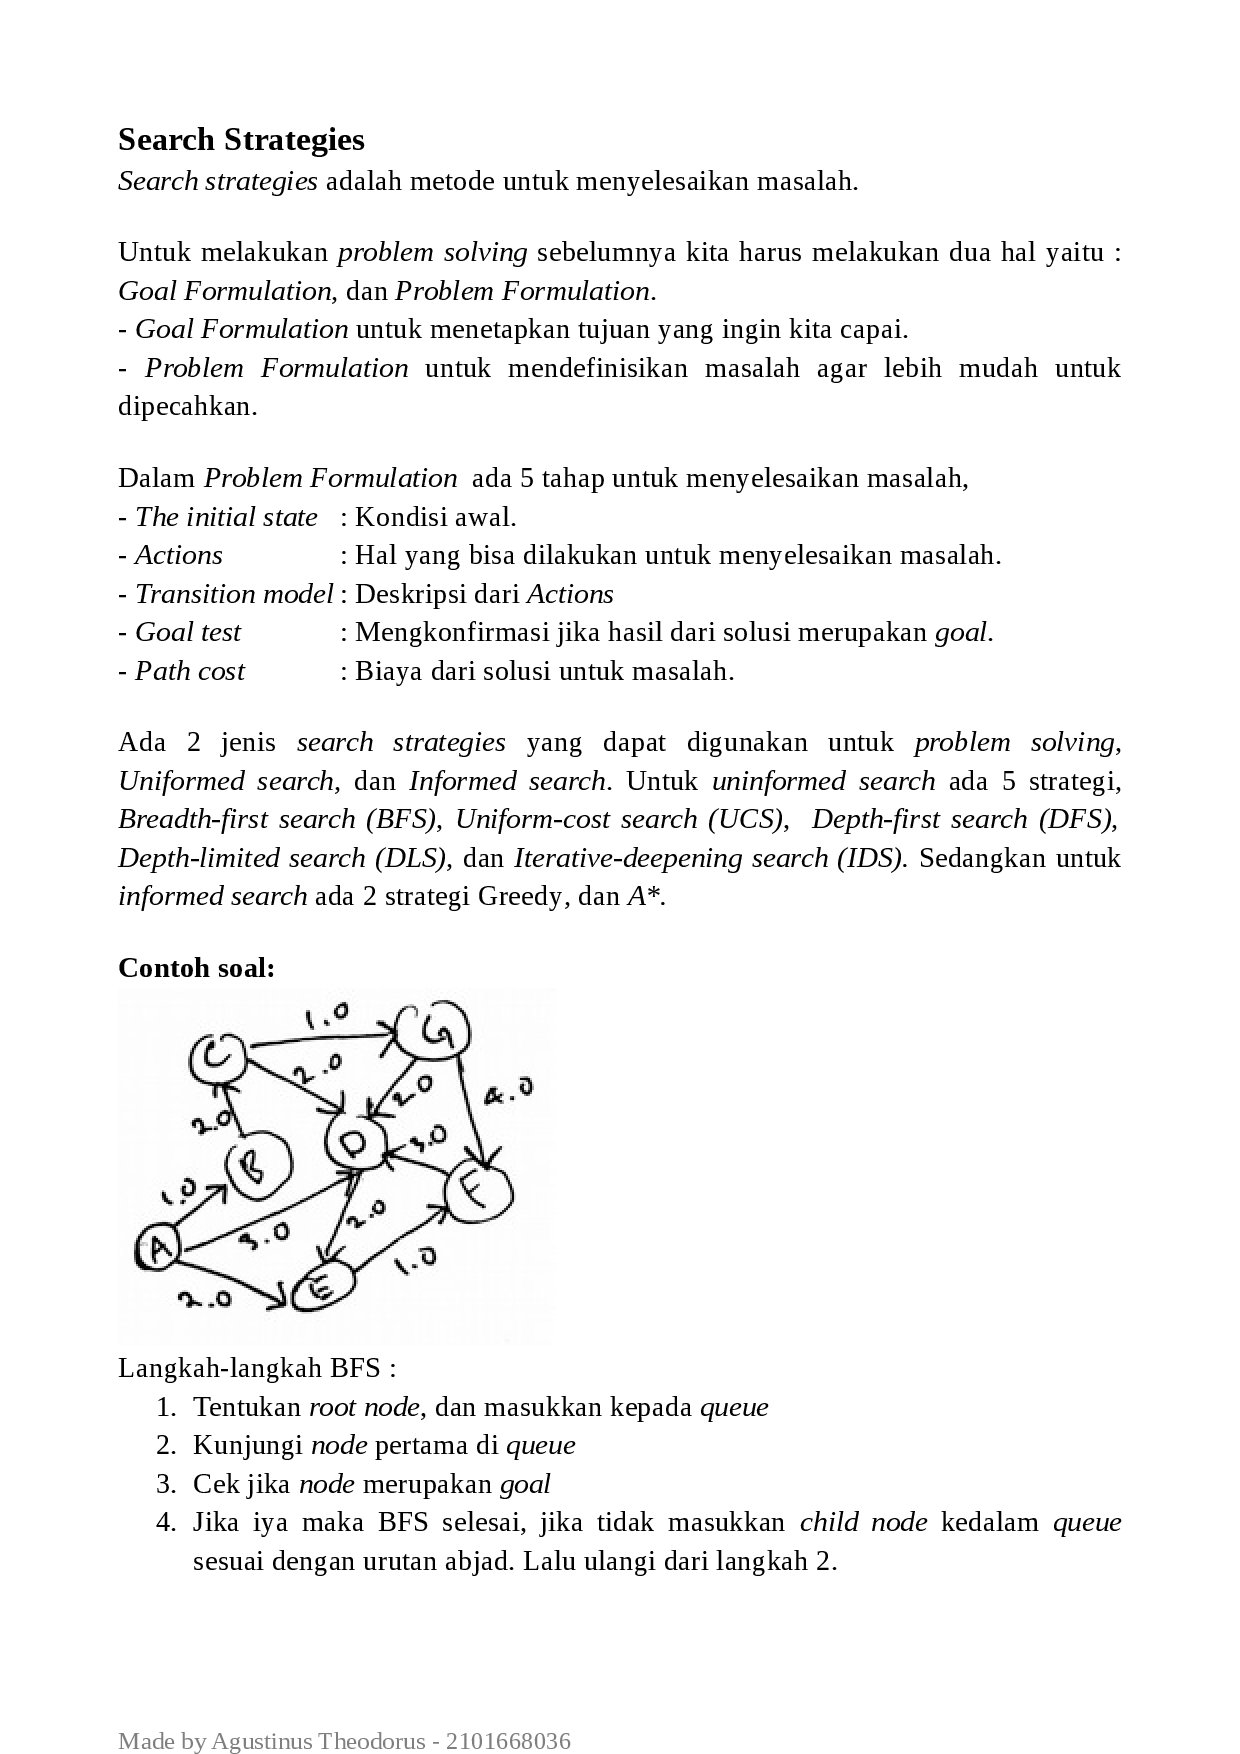 Search Strategies
Search strategies adalah metode untuk menyelesaikan masalah.
Untuk melakukan problem solving sebelumnya kita harus melakukan dua hal yaitu :
Goal Formulation, dan Problem Formulation.
- Goal Formulation untuk menetapkan tujuan yang ingin kita capai.
- Problem Formulation untuk mendefinisikan masalah agar lebih mudah untuk
dipecahkan.
Dalam Problem Formulation ada 5 tahap untuk menyelesaikan masalah,
- The initial state : Kondisi awal.
- Actions : Hal yang bisa dilakukan untuk menyelesaikan masalah.
- Transition model : Deskripsi dari Actions
- Goal test : Mengkonfirmasi jika hasil dari solusi merupakan goal.
- Path cost : Biaya dari solusi untuk masalah.
Ada 2 jenis search strategies yang dapat digunakan untuk problem solving,
Uniformed search, dan Informed search. Untuk uninformed search ada 5 strategi,
Breadth-first search (BFS), Uniform-cost search (UCS), Depth-first search (DFS),
Depth-limited search (DLS), dan Iterative-deepening search (IDS). Sedangkan untuk
informed search ada 2 strategi Greedy, dan A*.
Contoh soal:
1.0
G
C
2.0
2.0
4.0
2.0
D
3.0
B
F
1.0
3.0
2.0
A
E
1.0
2.0
Langkah-langkah BFS :
1. Tentukan root node, dan masukkan kepada queue
2. Kunjungi node pertama di queue
3. Cek jika node merupakan goal
4. Jika iya maka BFS selesai, jika tidak masukkan child node kedalam queue
sesuai dengan urutan abjad. Lalu ulangi dari langkah 2.
Made by Agustinus Theodorus - 2101668036